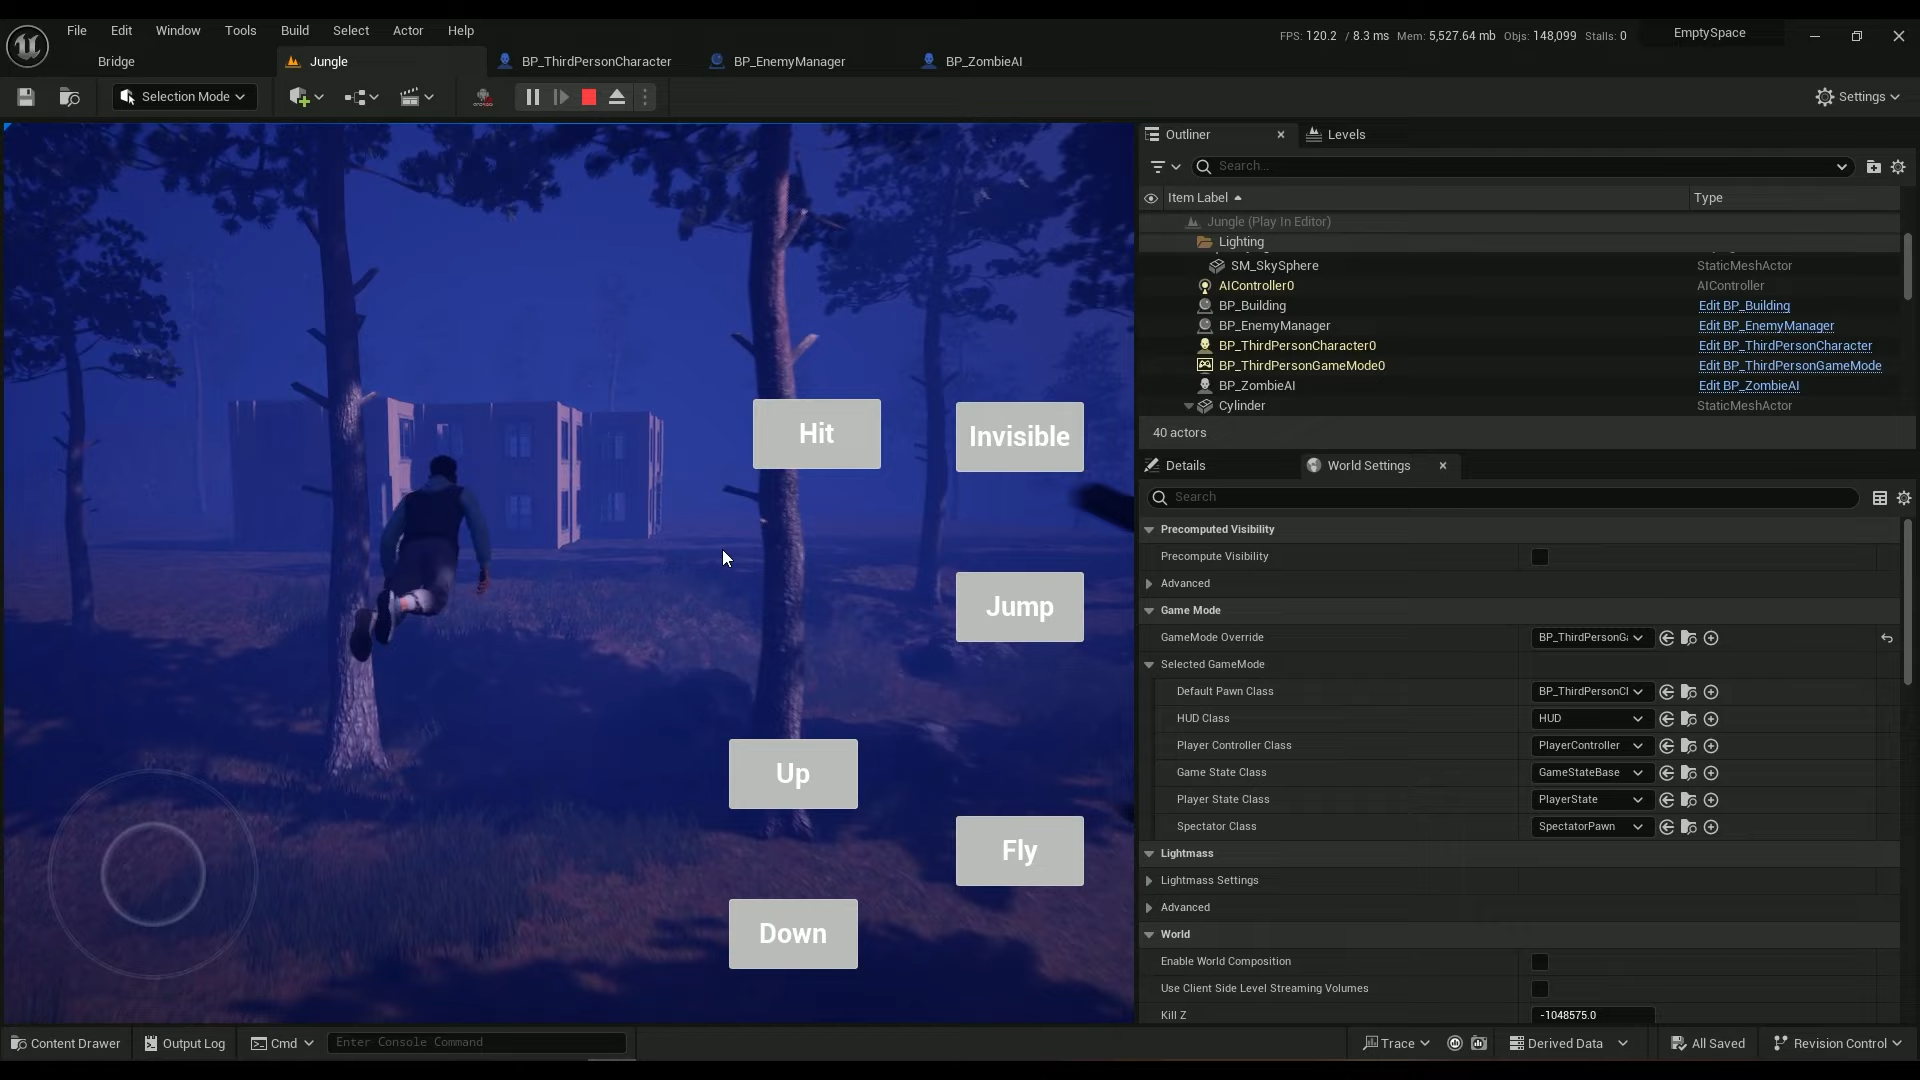 File Edit Window Tools Build Select Actor Help
FPS: 120.2 / 8.3 ms Mem: 5,527.64 mb Objs: 148,099 Stalls: 0
EmptySpace
Bridge
Jungle
BP_ThirdPersonCharacter
BP_EnemyManager
BP_ZombieAI
Selection Mode
Settings
Hit
Invisible
Jump
Up
Fly
Down
Outliner
Levels
Search...
Item Label Type
Jungle (Play In Editor)
Lighting
SM_SkySphere StaticMeshActor
AIController0 AIController
BP_Building Edit BP_Building
BP_EnemyManager Edit BP_EnemyManager
BP_ThirdPersonCharacter0 Edit BP_ThirdPersonCharacter
BP_ThirdPersonGameMode0 Edit BP_ThirdPersonGameMode
BP_ZombieAI Edit BP_ZombieAI
Cylinder StaticMeshActor
40 actors
Details
World Settings
Search
Precomputed Visibility
Precompute Visibility
Advanced
Game Mode
GameMode Override BP_ThirdPersonGa
Selected GameMode
Default Pawn Class BP_ThirdPersonCl
HUD Class HUD
Player Controller Class PlayerController
Game State Class GameStateBase
Player State Class PlayerState
Spectator Class SpectatorPawn
Lightmass
Lightmass Settings
Advanced
World
Enable World Composition
Use Client Side Level Streaming Volumes
Kill Z -1048575.0
Content Drawer
Output Log
Cmd
Enter Console Command
Trace
Derived Data
All Saved
Revision Control